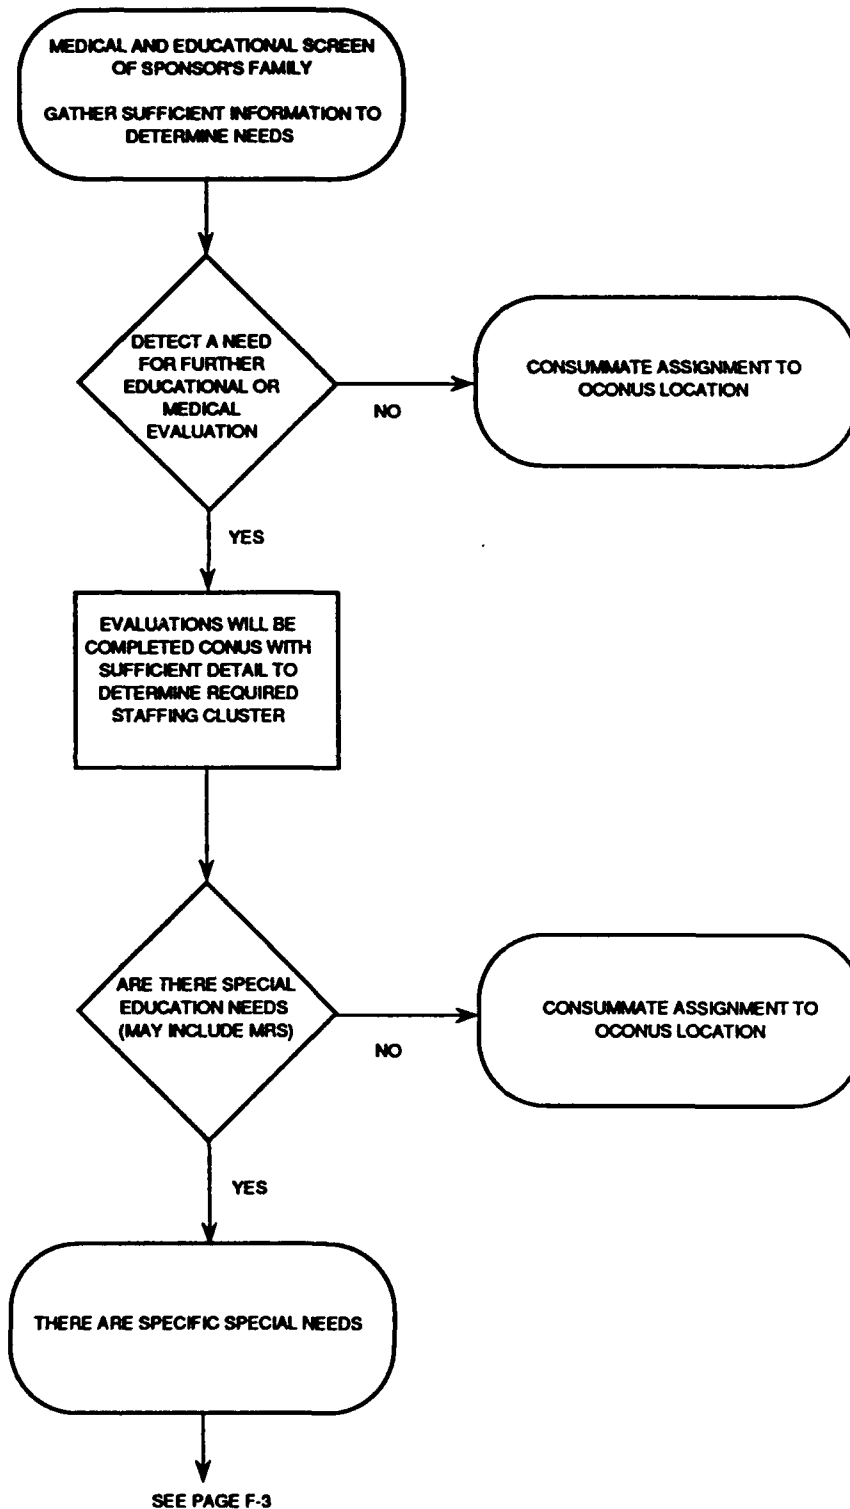 MEDICAL AND EDUCATIONAL SCREEN
OF SPONSOR'S FAMILY
GATHER SUFFICIENT INFORMATION TO
DETERMINE NEEDS
DETECT A NEED
FOR FURTHER
EDUCATIONAL OR
MEDICAL
EVALUATION
NO
CONSUMMATE ASSIGNMENT TO
OCONUS LOCATION
YES
EVALUATIONS WILL BE
COMPLETED CONUS WITH
SUFFICIENT DETAIL TO
DETERMINE REQUIRED
STAFFING CLUSTER
ARE THERE SPECIAL
EDUCATION NEEDS
(MAY INCLUDE MRS)
NO
CONSUMMATE ASSIGNMENT TO
OCONUS LOCATION
YES
THERE ARE SPECIFIC SPECIAL NEEDS
SEE PAGE F-3